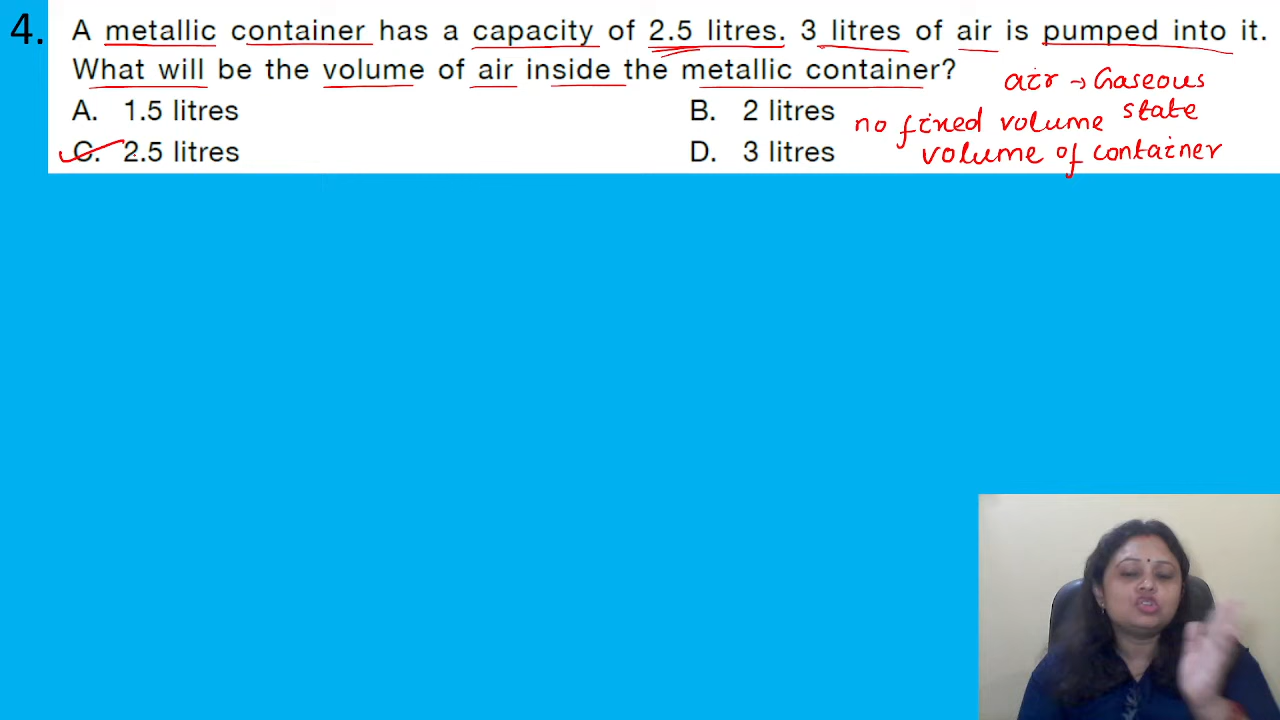 4. A metallic container has a capacity of 2.5 litres. 3 litres of air is pumped into it.
What will be the volume of air inside the metallic container?
A. 1.5 litres
B. 2 litres
C. 2.5 litres
D. 3 litres
air → Gaseous
state
no fixed volume
volume of container